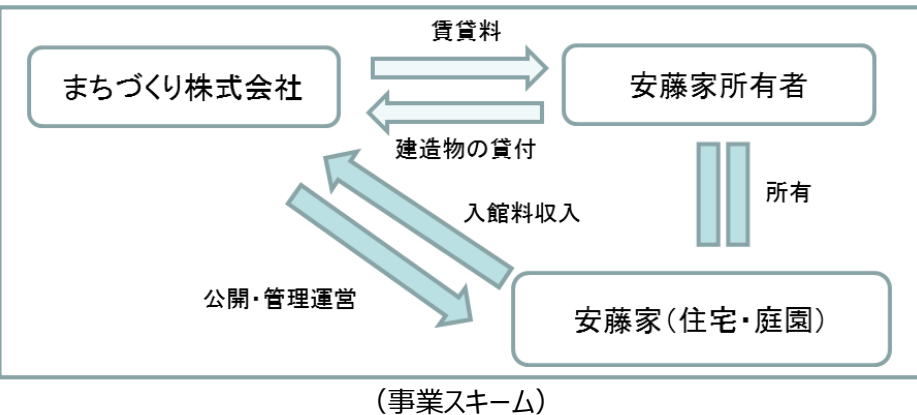 賃貸料
まちづくり株式会社
安藤家所有者
建造物の貸付
所有
入館料収入
公開・管理運営
安藤家(住宅・庭園)
(事業スキーム)